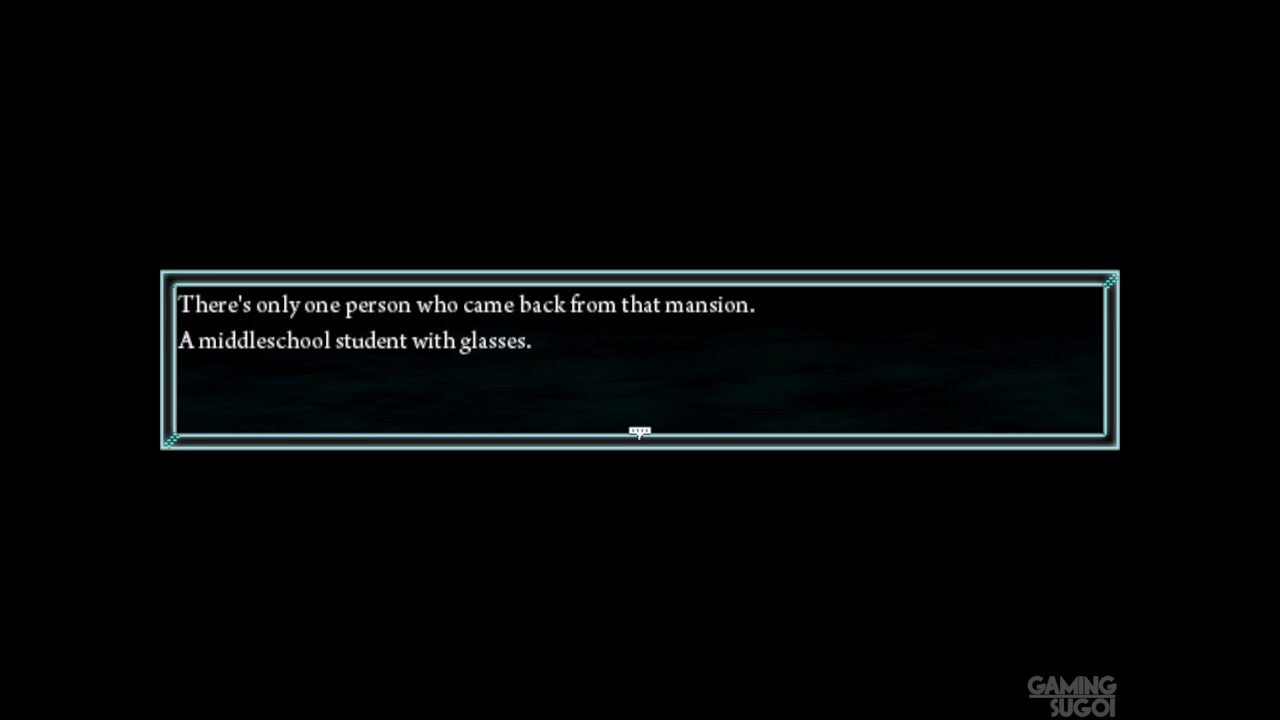 There's only one person who came back from that mansion.
A middleschool student with glasses.
GAMING
SUGOI